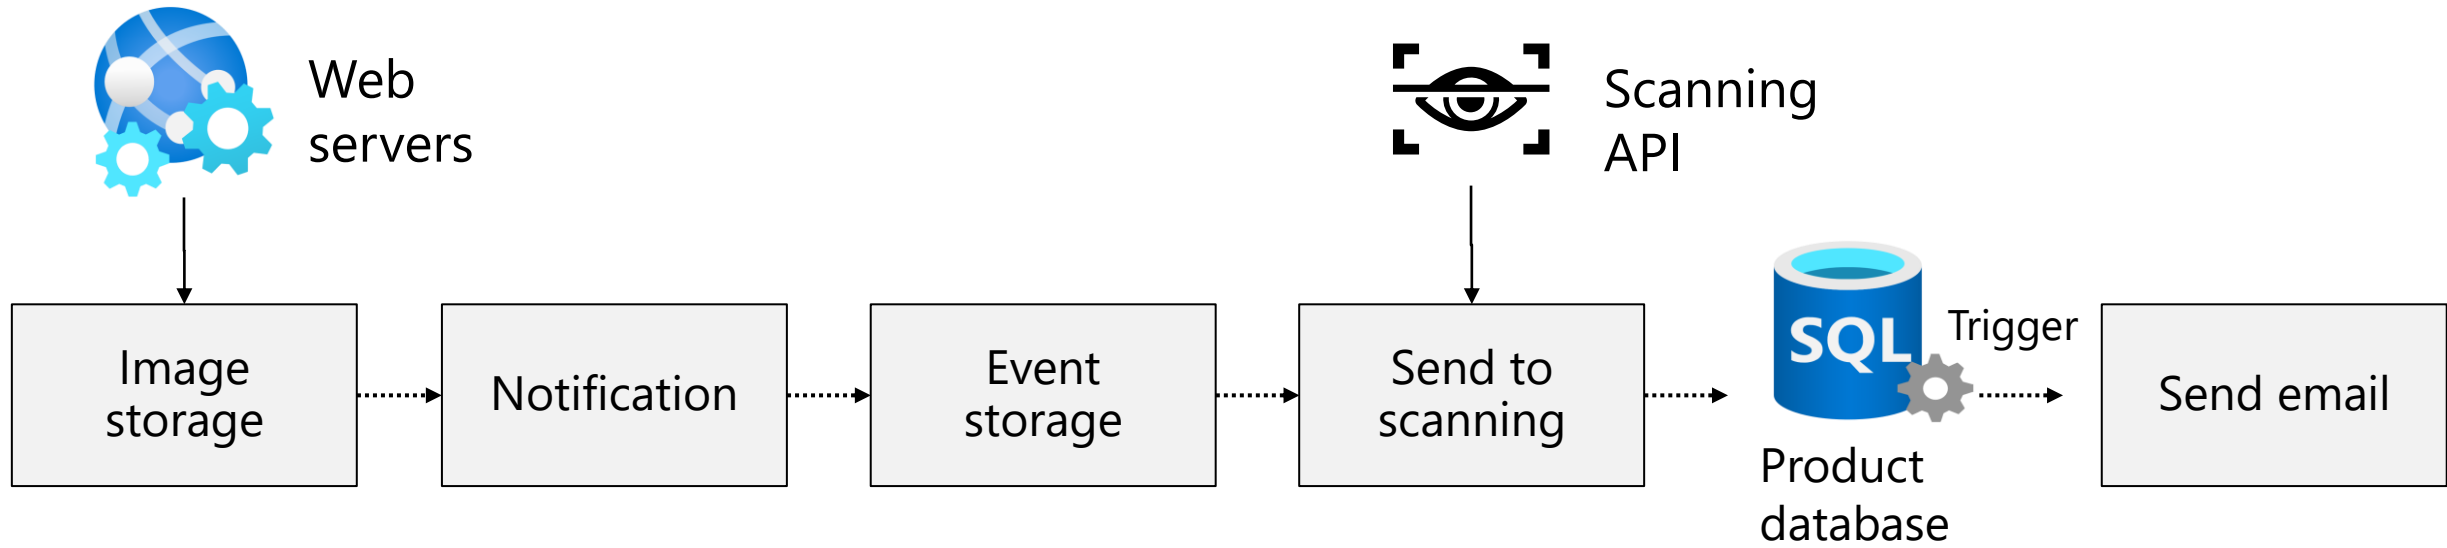 Web
servers
Scanning
API
Image
storage
Notification
Event
storage
Send to
scanning
SQL
Product
database
Trigger
Send email